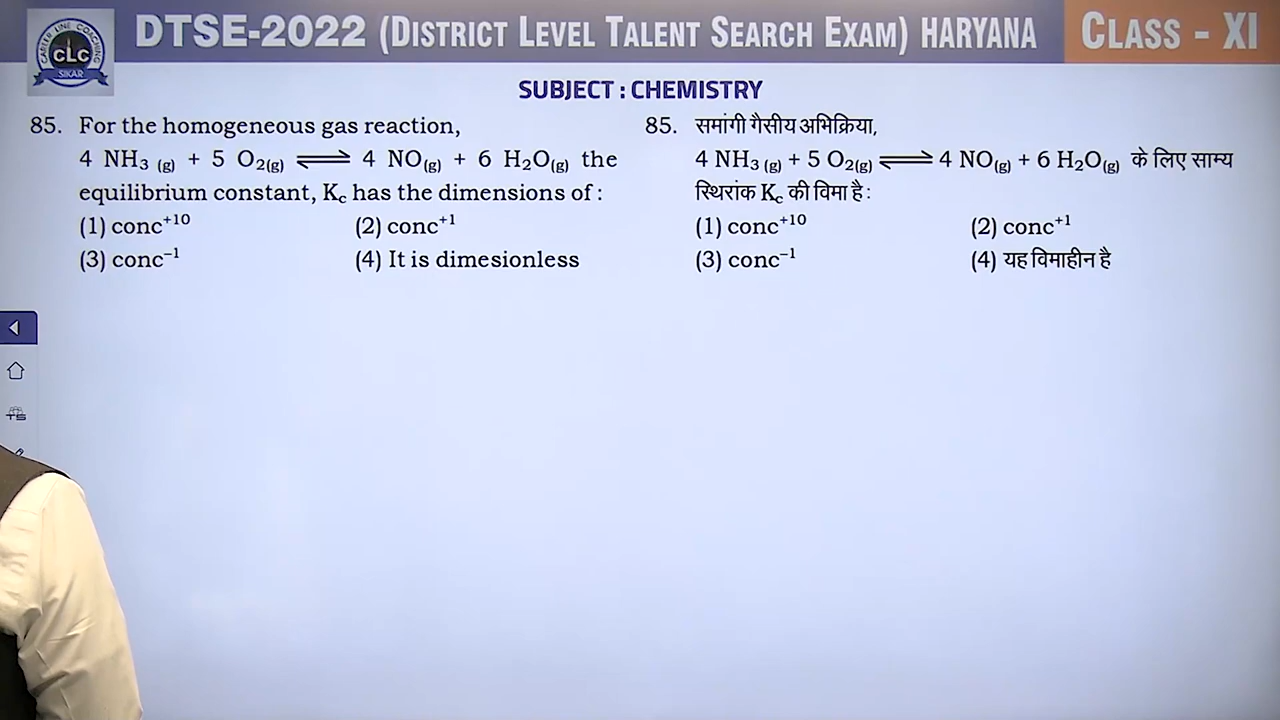 CAREER LINE COACHING
CLC
SIKAR
DTSE-2022 (DISTRICT LEVEL TALENT SEARCH EXAM) HARYANA
CLASS - XI
SUBJECT : CHEMISTRY
85. For the homogeneous gas reaction,
4 NH₃ (g) + 5 O₂(g) ⇌ 4 NO(g) + 6 H₂O(g) the
equilibrium constant, Kc has the dimensions of :
(1) conc⁺¹⁰ (2) conc⁺¹
(3) conc⁻¹ (4) It is dimesionless
85. समांगी गैसीय अभिक्रिया,
4 NH₃ (g) + 5 O₂(g) ⇌ 4 NO(g) + 6 H₂O(g) के लिए साम्य
स्थिरांक Kc की विमा है :
(1) conc⁺¹⁰ (2) conc⁺¹
(3) conc⁻¹ (4) यह विमाहीन है